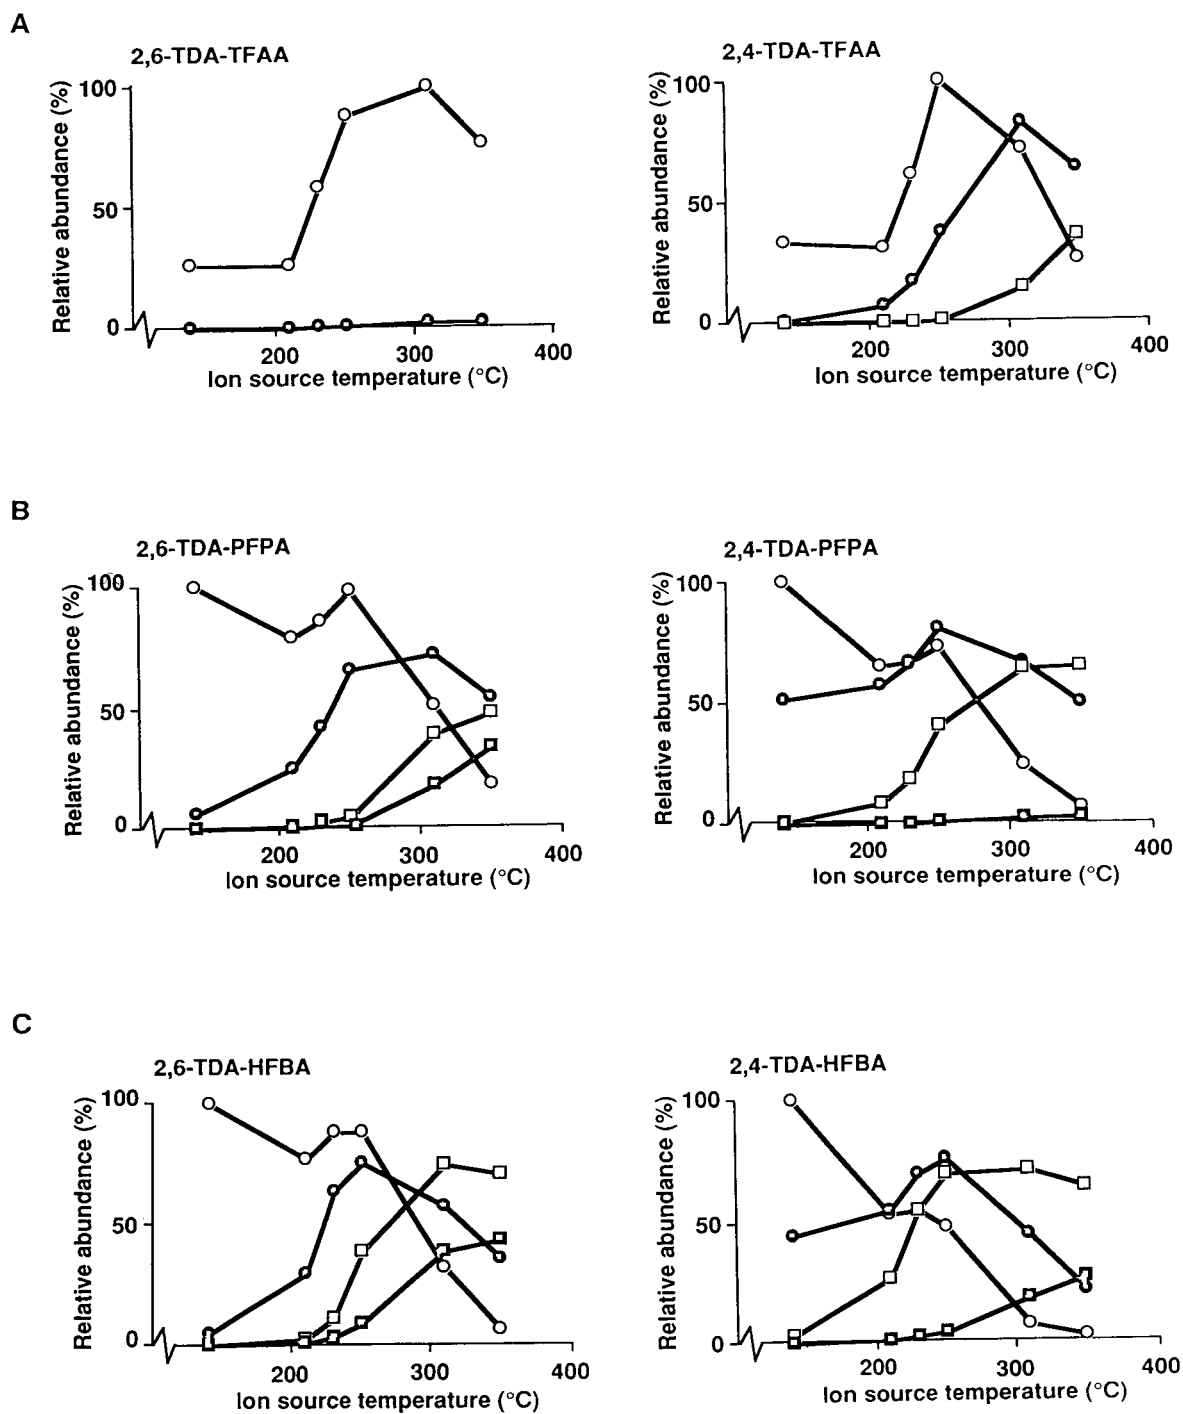 A
2,6-TDA-TFAA
100
50
0
Relative abundance (%)
200 300 400
Ion source temperature (°C)
2,4-TDA-TFAA
100
50
0
Relative abundance (%)
200 300 400
Ion source temperature (°C)
B
2,6-TDA-PFPA
100
50
0
Relative abundance (%)
200 300 400
Ion source temperature (°C)
2,4-TDA-PFPA
100
50
0
Relative abundance (%)
200 300 400
Ion source temperature (°C)
C
2,6-TDA-HFBA
100
50
0
Relative abundance (%)
200 300 400
Ion source temperature (°C)
2,4-TDA-HFBA
100
50
0
Relative abundance (%)
200 300 400
Ion source temperature (°C)